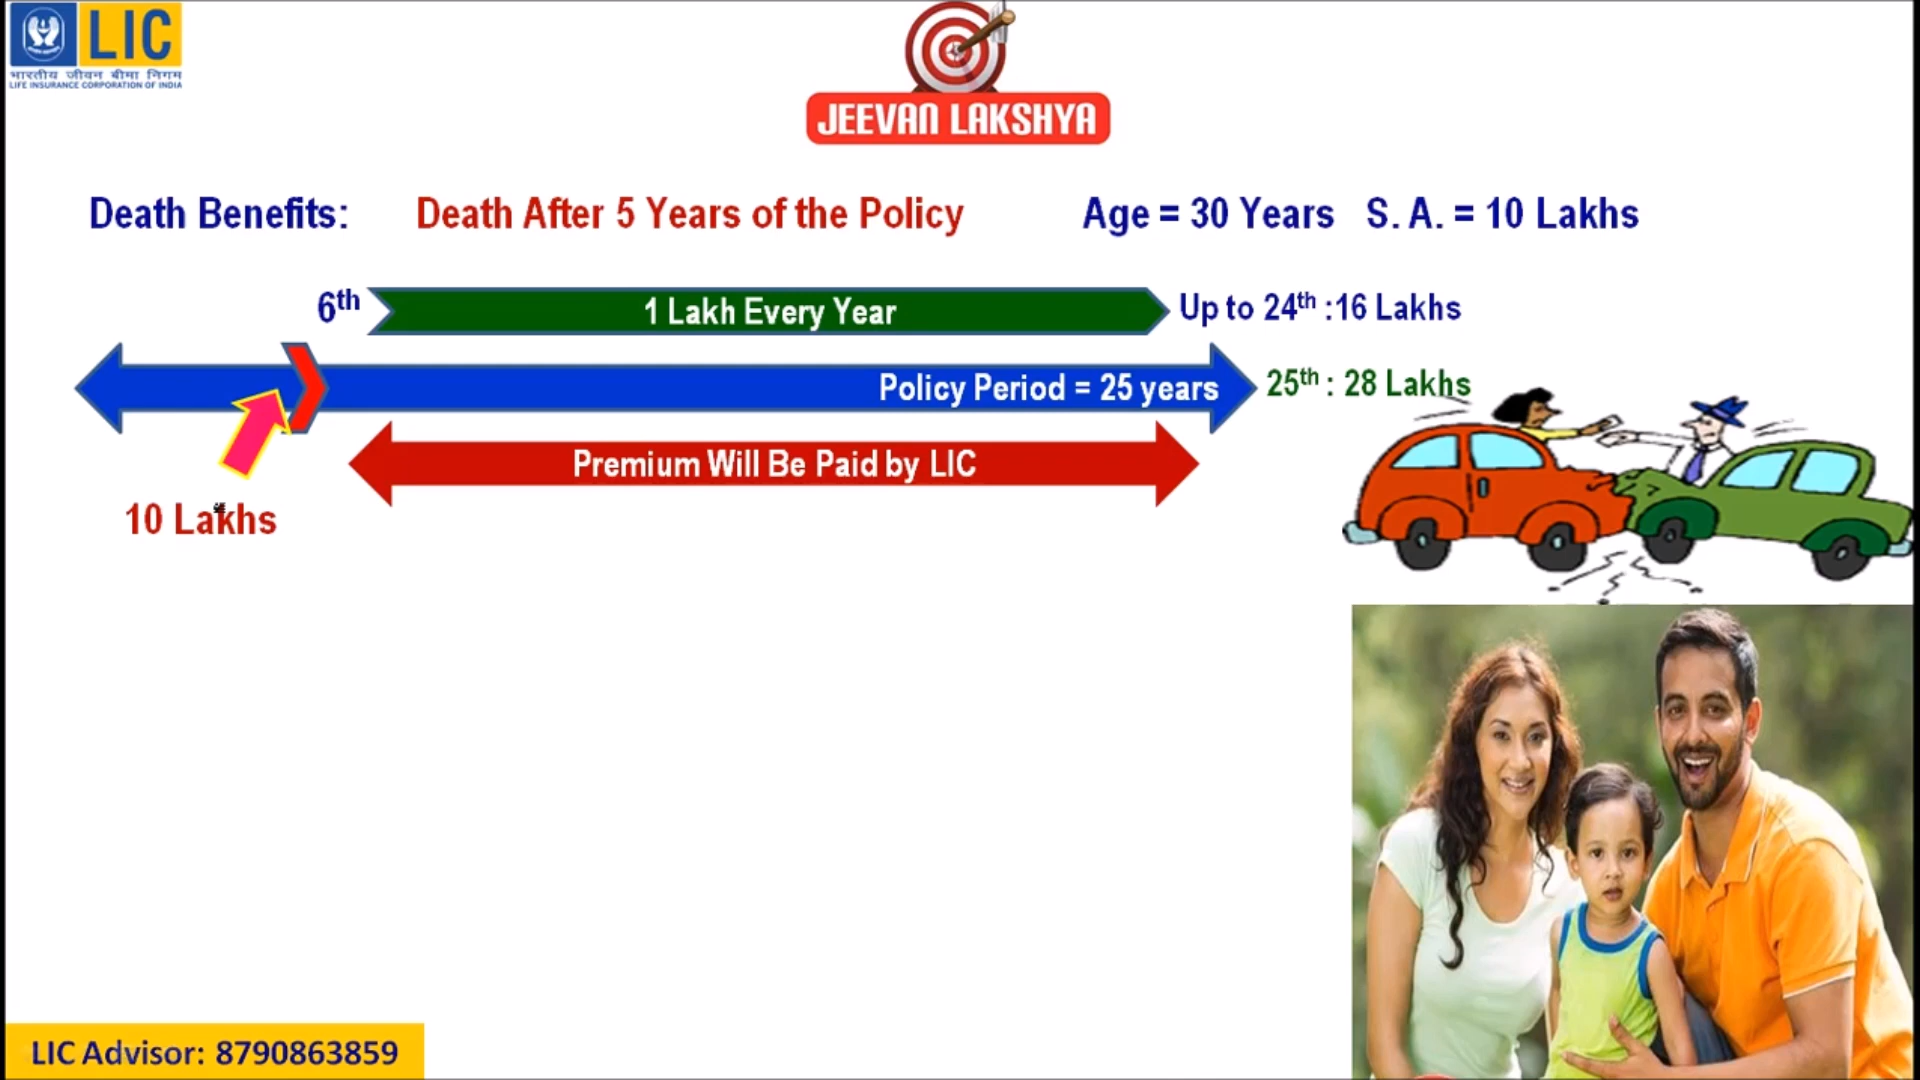 LIC
भारतीय जीवन बीमा निगम
LIFE INSURANCE CORPORATION OF INDIA
JEEVAN LAKSHYA
Death Benefits: Death After 5 Years of the Policy Age = 30 Years S. A. = 10 Lakhs
6th 1 Lakh Every Year Up to 24th :16 Lakhs
Policy Period = 25 years 25th : 28 Lakhs
Premium Will Be Paid by LIC
10 Lakhs
LIC Advisor: 8790863859